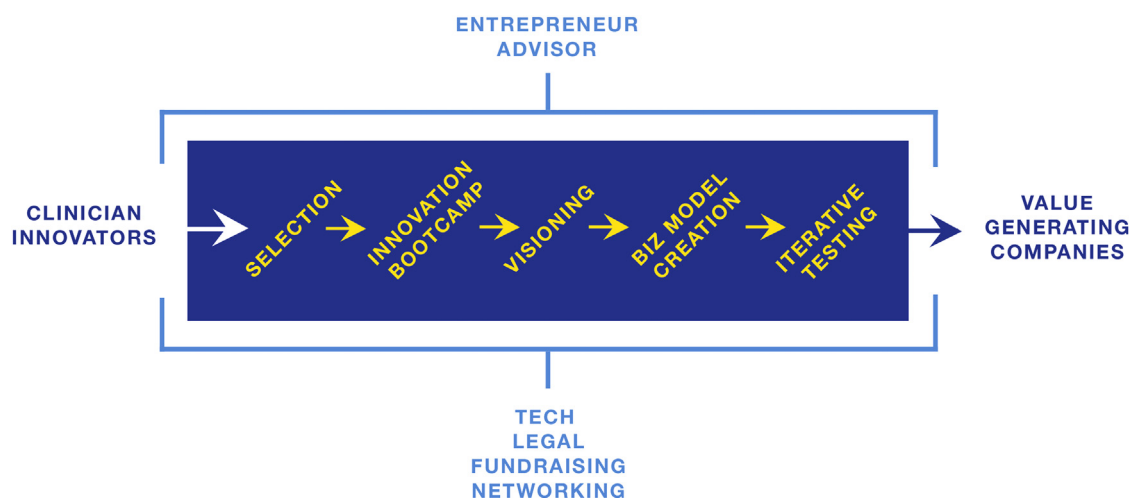 ENTREPRENEUR
ADVISOR
CLINICIAN
INNOVATORS
SELECTION
INNOVATION
BOOTCAMP
VISIONING
BIZ MODEL
CREATION
ITERATIVE
TESTING
VALUE
GENERATING
COMPANIES
TECH
LEGAL
FUNDRAISING
NETWORKING